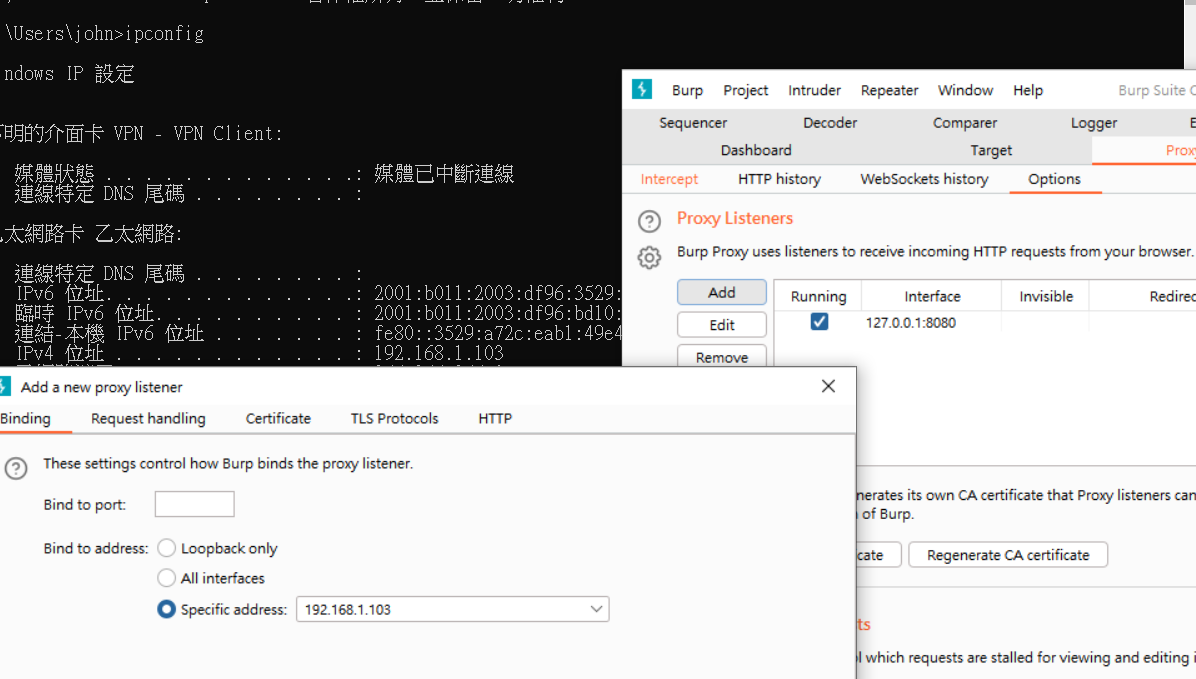 \Users\john>ipconfig
ndows IP 設定
明的介面卡 VPN - VPN Client:
媒體狀態 . . . . . . . . . . . . .: 媒體已中斷連線
連線特定 DNS 尾碼 . . . . . . . . :
太網路卡 乙太網路:
連線特定 DNS 尾碼 . . . . . . . . :
IPv6 位址. . . . . . . . . . . . .: 2001:b011:2003:df96:3529:
臨時 IPv6 位址. . . . . . . . . . .: 2001:b011:2003:df96:bd10:
連結-本機 IPv6 位址 . . . . . . . : fe80::3529:a72c:eab1:49e4
IPv4 位址 . . . . . . . . . . . . : 192.168.1.103
Burp Project Intruder Repeater Window Help Burp Suite C
Sequencer Decoder Comparer Logger E
Dashboard Target Proxy
Intercept HTTP history WebSockets history Options
Proxy Listeners
Burp Proxy uses listeners to receive incoming HTTP requests from your browser.
Add
Edit
Remove
Running Interface Invisible Redirec
127.0.0.1:8080
Add a new proxy listener
Binding Request handling Certificate TLS Protocols HTTP
These settings control how Burp binds the proxy listener.
Bind to port:
Bind to address: Loopback only
All interfaces
Specific address: 192.168.1.103
nerates its own CA certificate that Proxy listeners can
of Burp.
cate Regenerate CA certificate
ts
l which requests are stalled for viewing and editing i